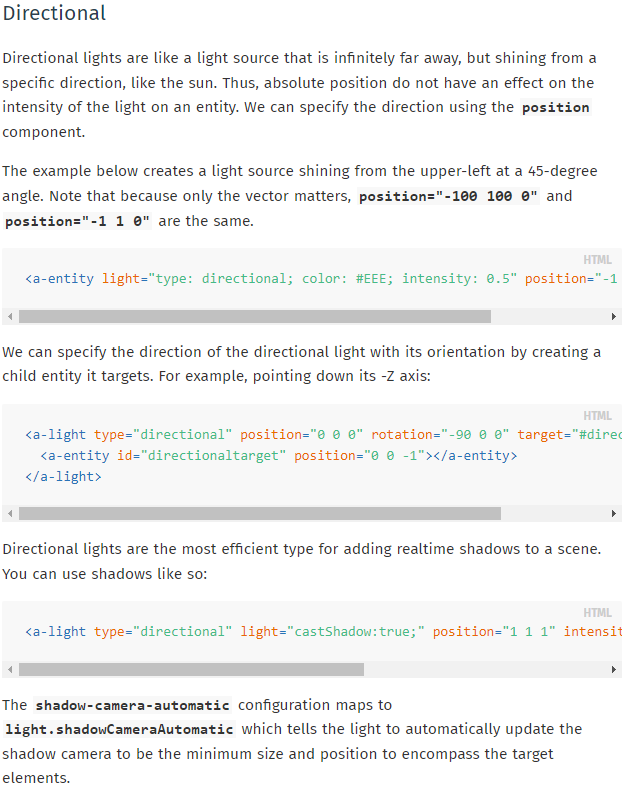 Directional
Directional lights are like a light source that is infinitely far away, but shining from a
specific direction, like the sun. Thus, absolute position do not have an effect on the
intensity of the light on an entity. We can specify the direction using the position
component.
The example below creates a light source shining from the upper-left at a 45-degree
angle. Note that because only the vector matters, position="-100 100 0" and
position="-1 1 0" are the same.
HTML
<a-entity light="type: directional; color: #EEE; intensity: 0.5" position="-1
We can specify the direction of the directional light with its orientation by creating a
child entity it targets. For example, pointing down its -Z axis:
HTML
<a-light type="directional" position="0 0 0" rotation="-90 0 0" target="#direc
<a-entity id="directionaltarget" position="0 0 -1"></a-entity>
</a-light>
Directional lights are the most efficient type for adding realtime shadows to a scene.
You can use shadows like so:
HTML
<a-light type="directional" light="castShadow:true;" position="1 1 1" intensit
The shadow-camera-automatic configuration maps to
light.shadowCameraAutomatic which tells the light to automatically update the
shadow camera to be the minimum size and position to encompass the target
elements.